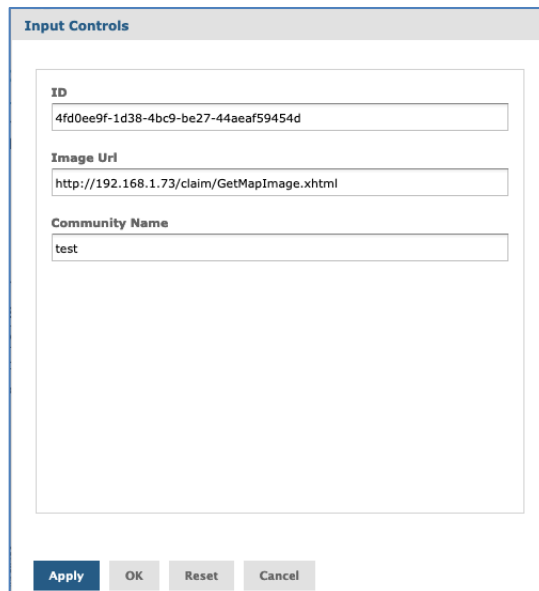 Input Controls
ID
4fd0ee9f-1d38-4bc9-be27-44aeaf59454d
Image Url
http://192.168.1.73/claim/GetMapImage.xhtml
Community Name
test
Apply OK Reset Cancel